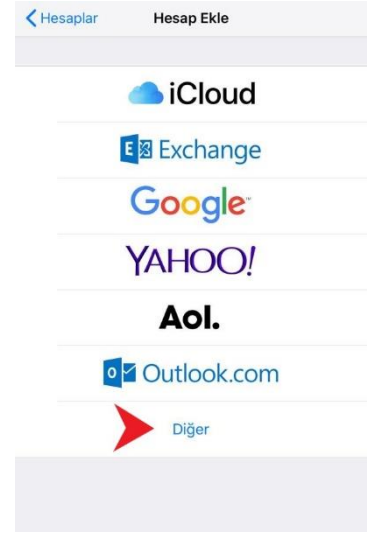 Hesaplar Hesap Ekle
iCloud
Exchange
Google
YAHOO!
Aol.
Outlook.com
Diğer